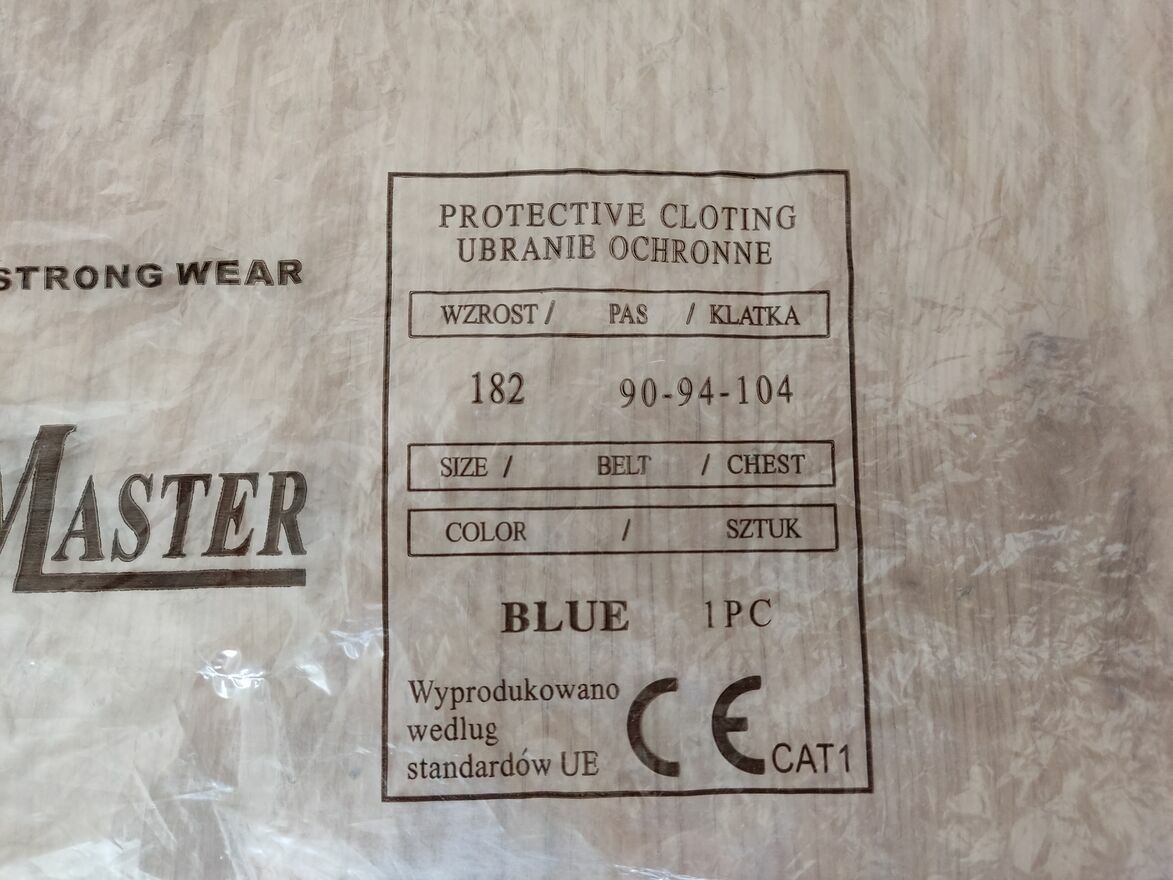 STRONG WEAR
MASTER
PROTECTIVE CLOTING
UBRANIE OCHRONNE
WZROST / PAS / KLATKA
182 90-94-104
SIZE / BELT / CHEST
COLOR / SZTUK
BLUE 1PC
Wyprodukowano
wedlug
standardów UE
CE CAT1